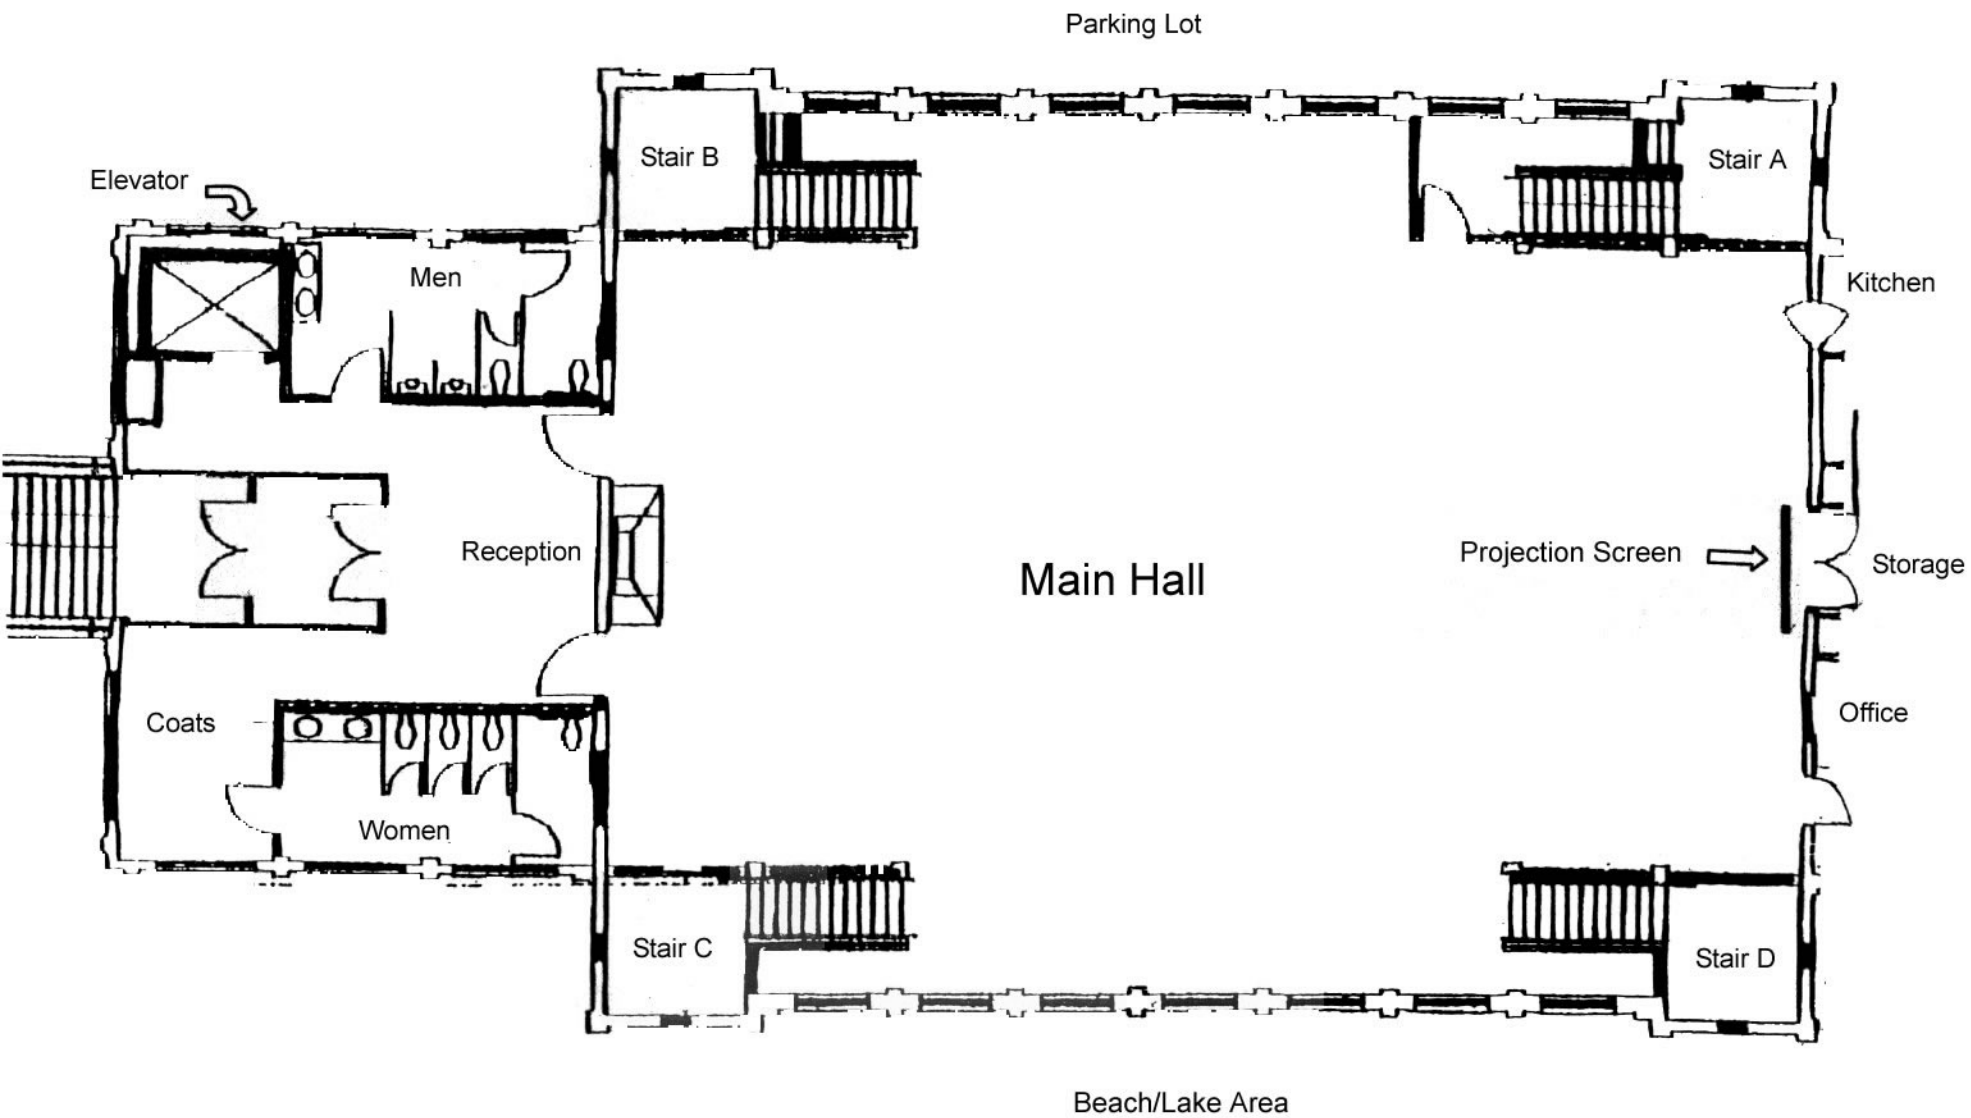 Parking Lot
Stair B
Stair A
Elevator
Men
Kitchen
Reception
Main Hall
Projection Screen
Storage
Coats
Office
Women
Stair C
Stair D
Beach/Lake Area